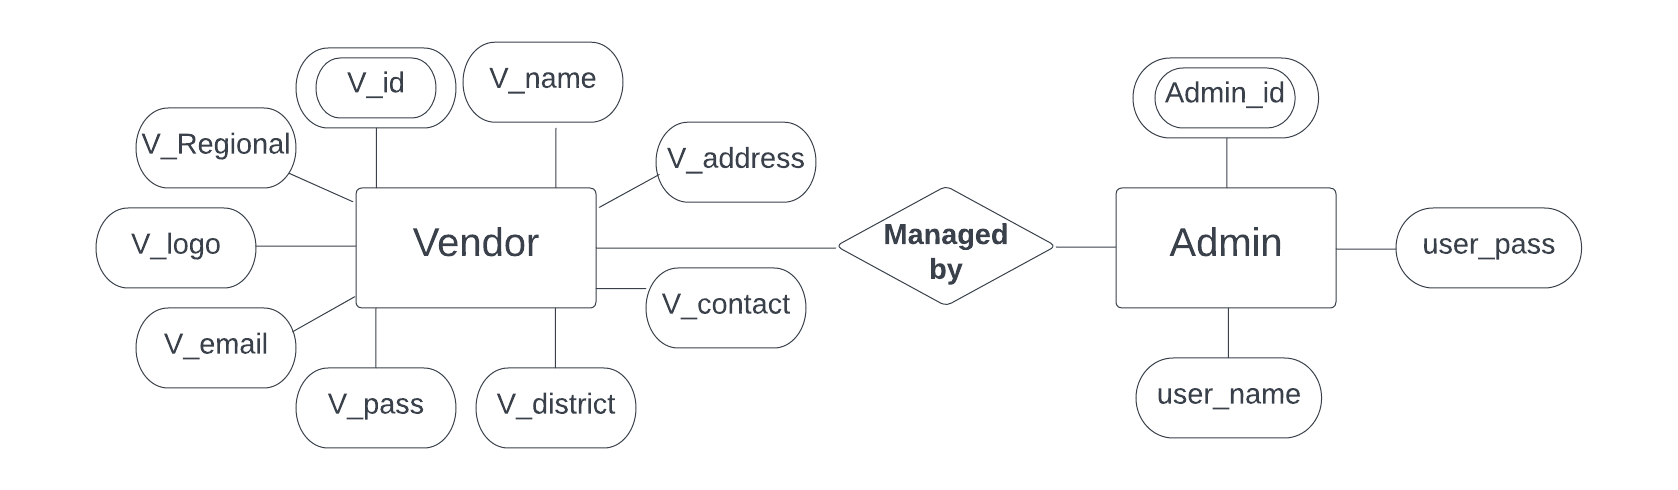 V_id
V_name
Admin_id
V_Regional
V_address
V_logo
Vendor
Managed
by
Admin
user_pass
V_contact
V_email
V_pass
V_district
user_name